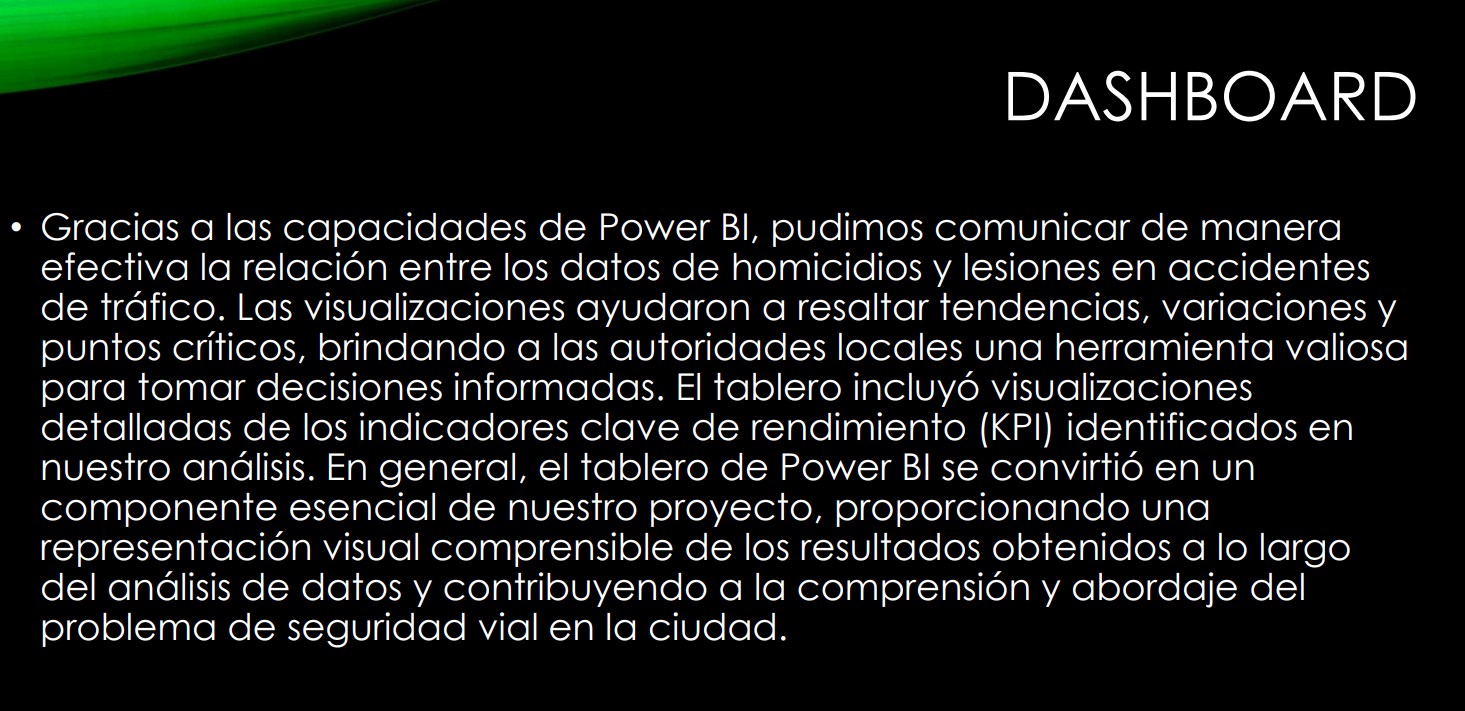 DASHBOARD
• Gracias a las capacidades de Power BI, pudimos comunicar de manera
efectiva la relación entre los datos de homicidios y lesiones en accidentes
de tráfico. Las visualizaciones ayudaron a resaltar tendencias, variaciones y
puntos críticos, brindando a las autoridades locales una herramienta valiosa
para tomar decisiones informadas. El tablero incluyó visualizaciones
detalladas de los indicadores clave de rendimiento (KPI) identificados en
nuestro análisis. En general, el tablero de Power BI se convirtió en un
componente esencial de nuestro proyecto, proporcionando una
representación visual comprensible de los resultados obtenidos a lo largo
del análisis de datos y contribuyendo a la comprensión y abordaje del
problema de seguridad vial en la ciudad.